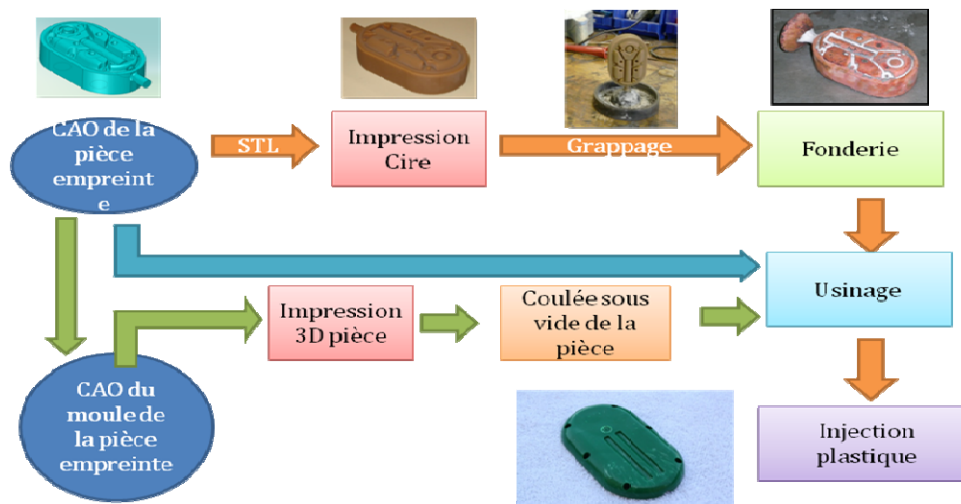 CAO de la
pièce
empreint
e
STL
Impression
Cire
Grappage
Fonderie
Usinage
Impression
3D pièce
Coulée sous
vide de la
pièce
CAO du
moule de
la pièce
empreinte
Injection
plastique